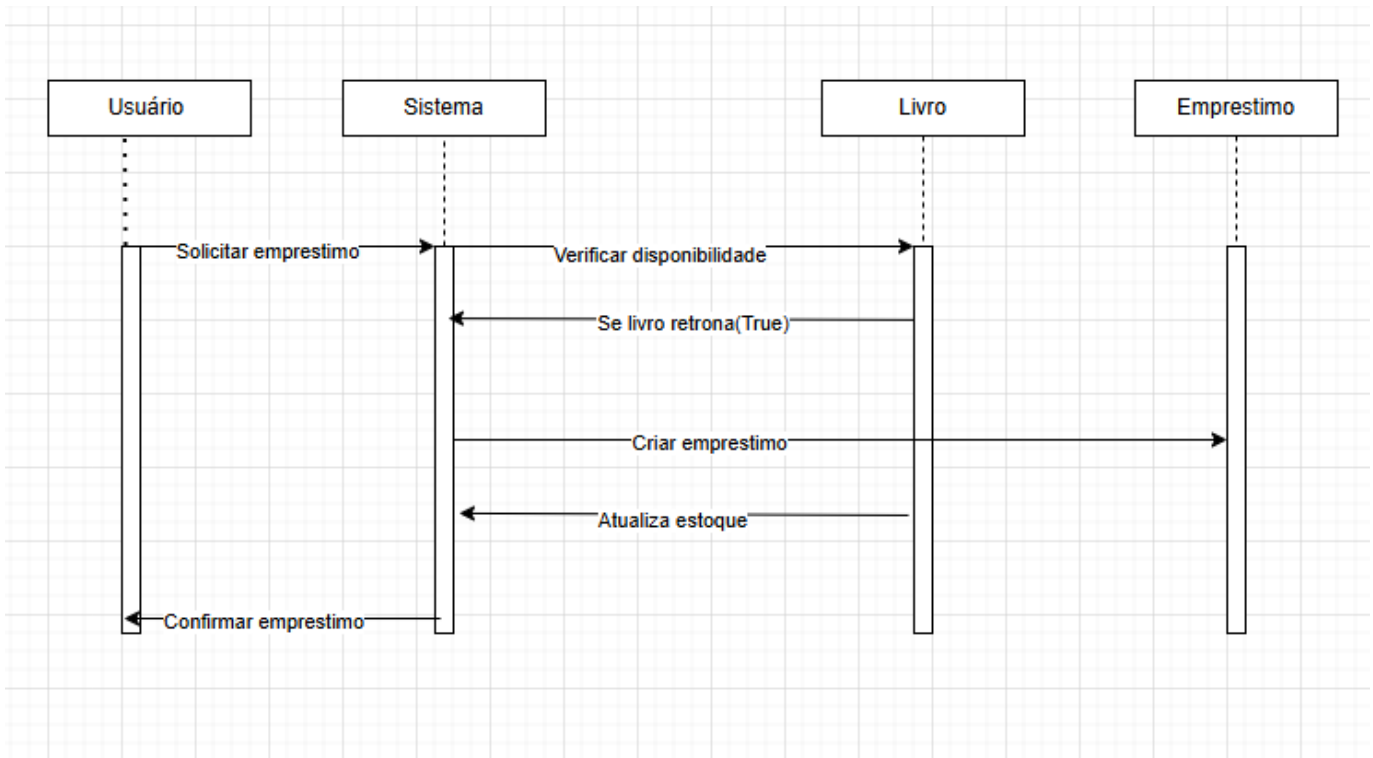 Usuário
Sistema
Livro
Emprestimo
Solicitar emprestimo
Verificar disponibilidade
Se livro retrona(True)
Criar emprestimo
Atualiza estoque
Confirmar emprestimo